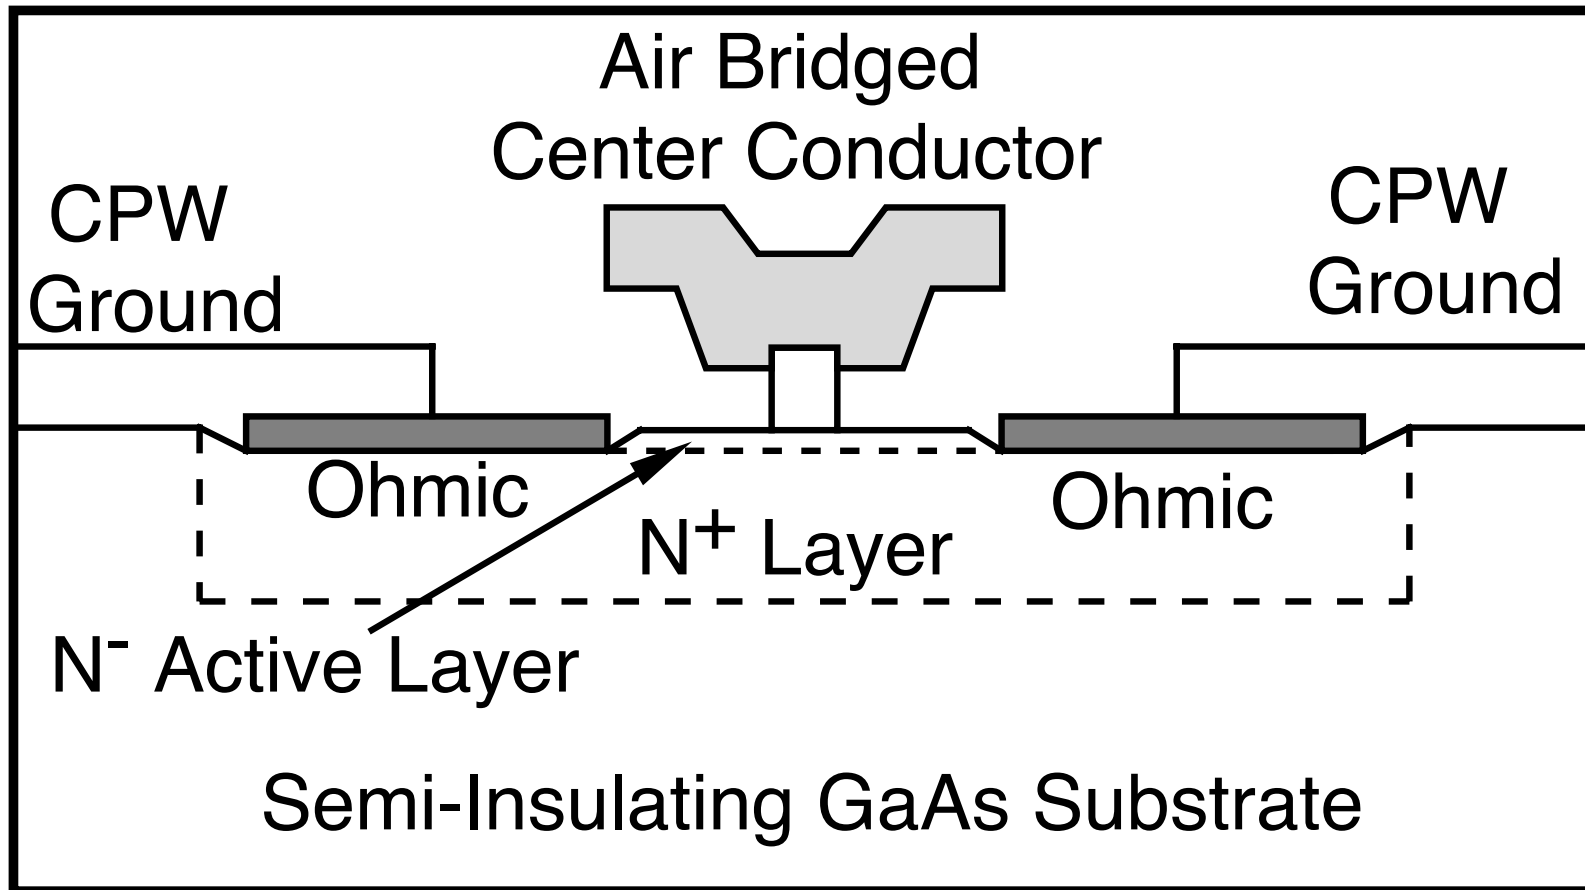 Air Bridged
Center Conductor
CPW
Ground
CPW
Ground
Ohmic
Ohmic
N+ Layer
N- Active Layer
Semi-Insulating GaAs Substrate